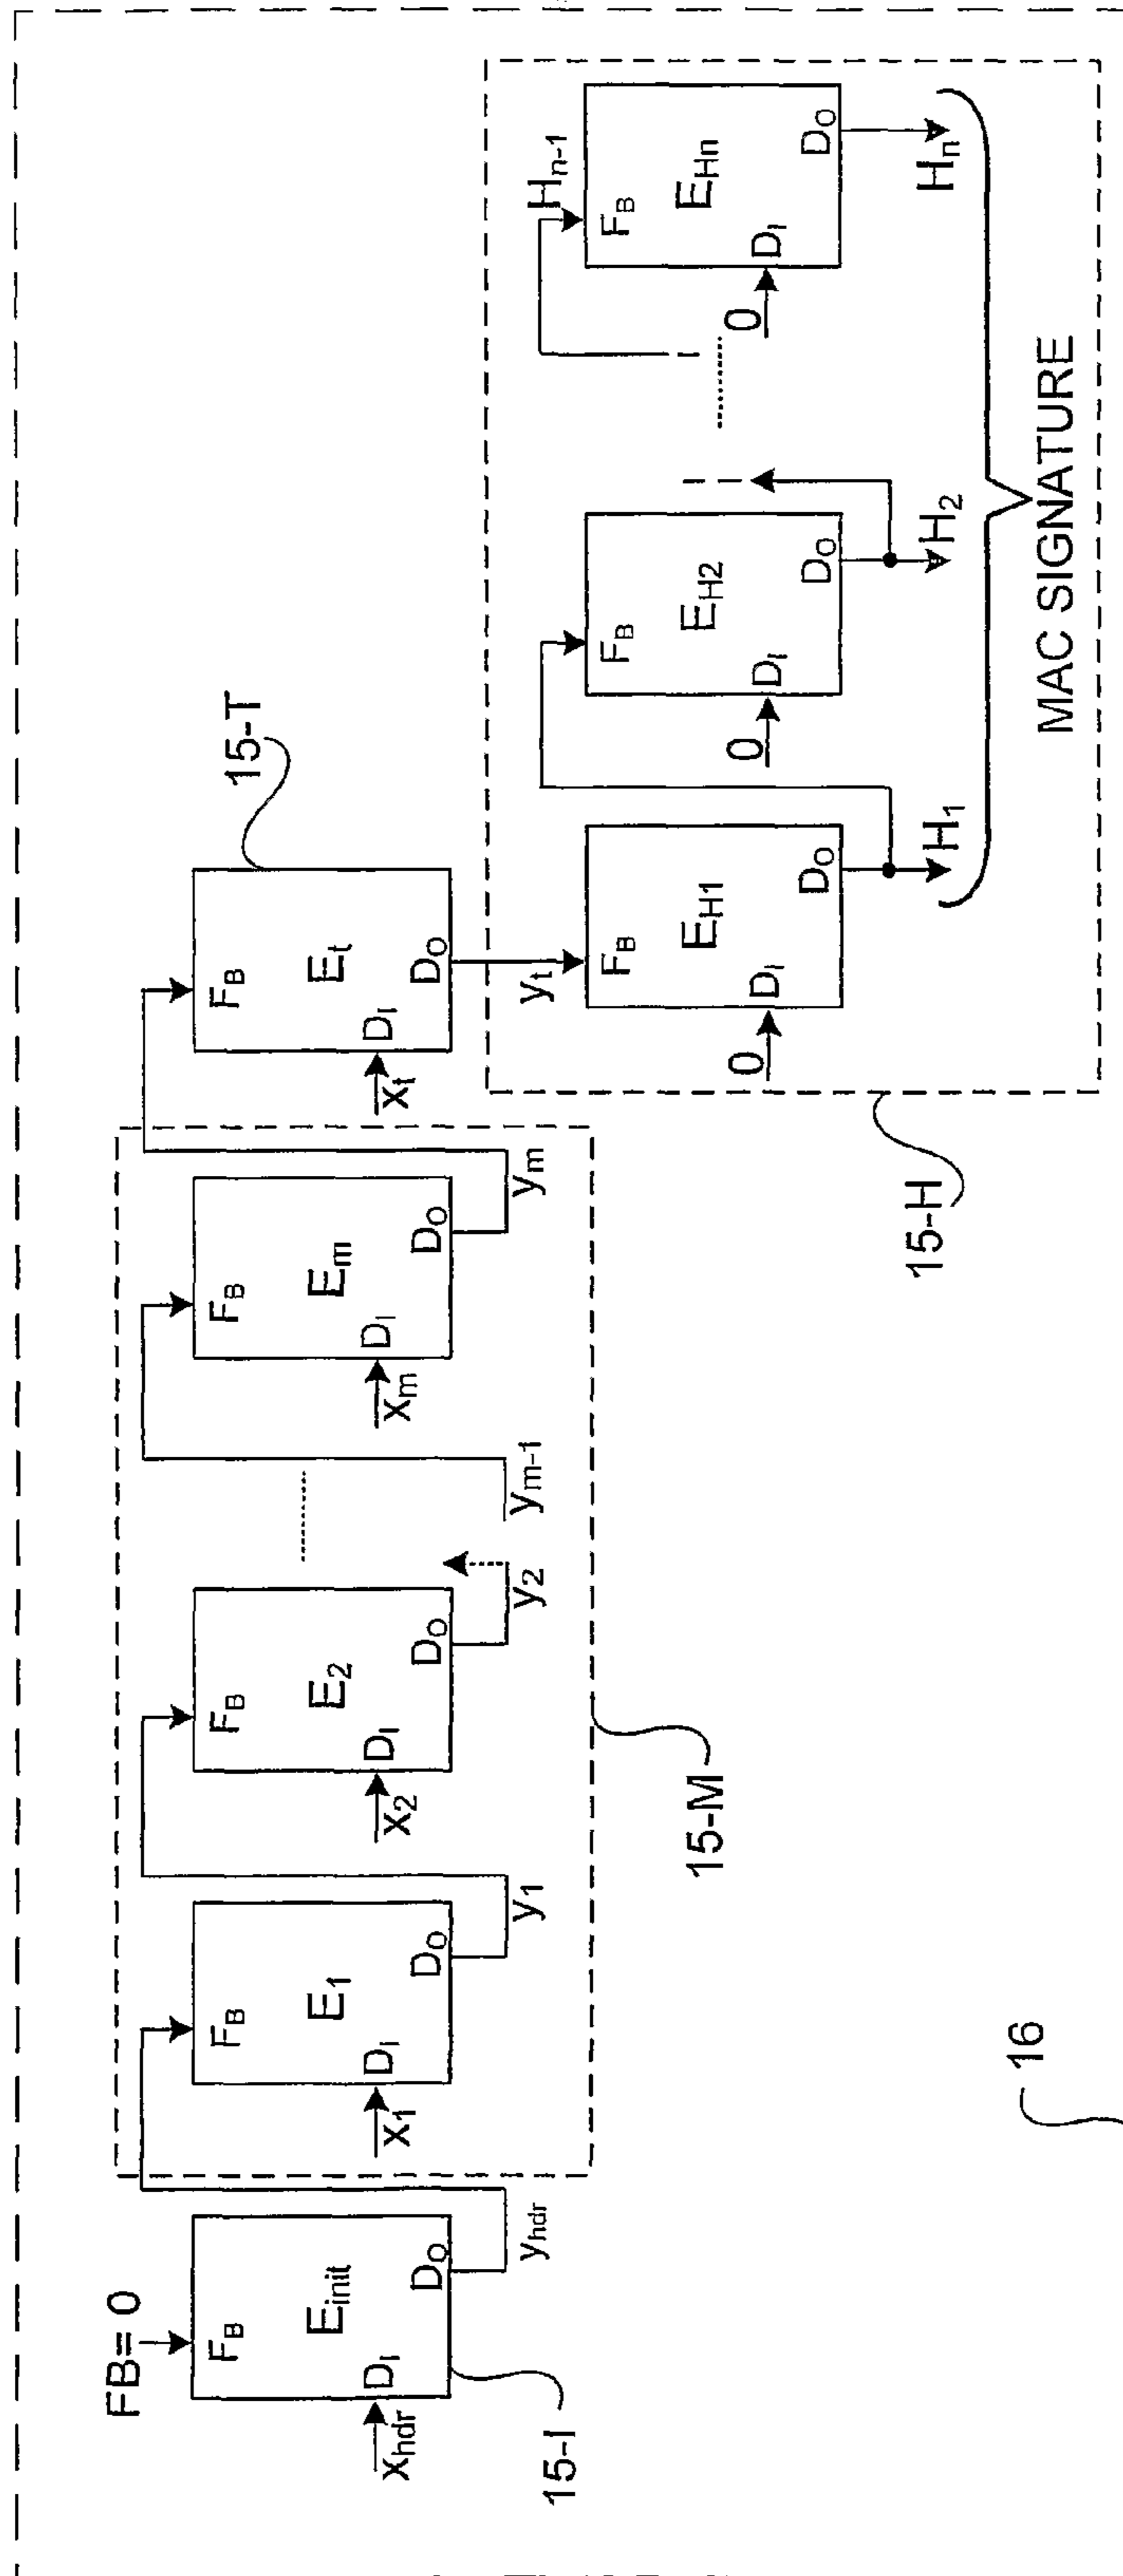 FB= 0
F_B
E_init
D_I
D_O
x_hdr
y_hdr
15-I
F_B
E_1
D_I
D_O
x_1
y_1
F_B
E_2
D_I
D_O
x_2
y_2
y_m-1
F_B
E_m
D_I
D_O
x_m
y_m
15-M
F_B
E_t
D_I
D_O
x_t
y_t
15-T
F_B
E_H1
D_I
D_O
0
H_1
F_B
E_H2
D_I
D_O
0
H_2
H_n-1
F_B
E_Hn
D_I
D_O
0
H_n
MAC SIGNATURE
15-H
16